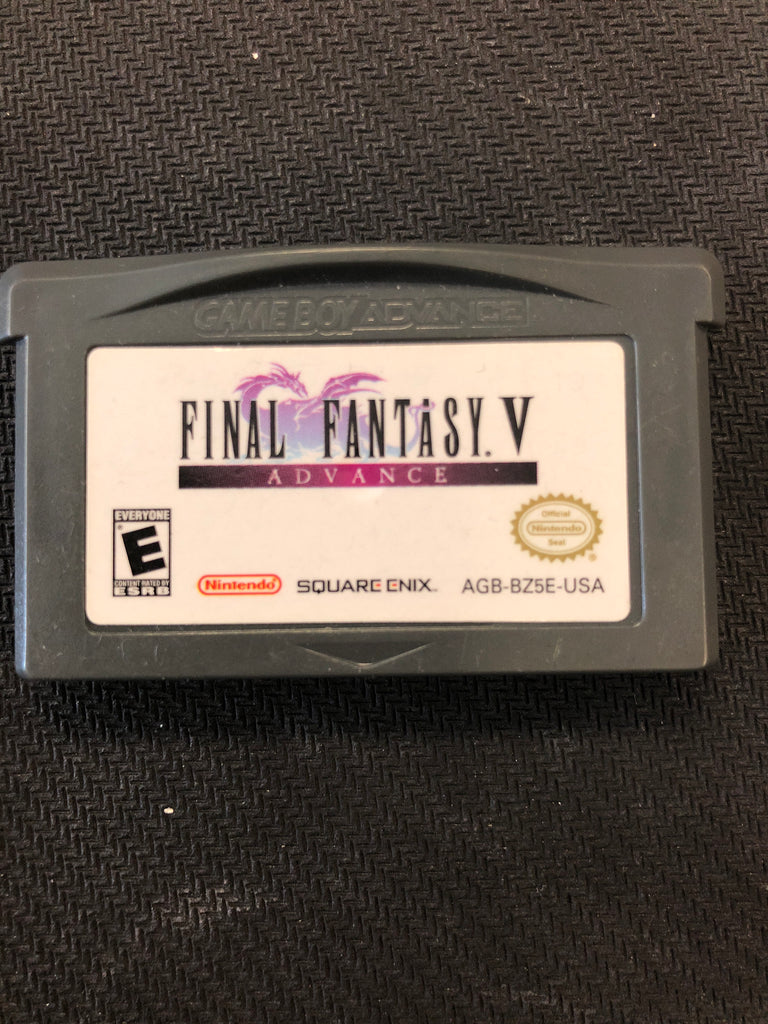 GAME BOY ADVANCE
FINAL FANTASY. V
ADVANCE
EVERYONE
E
CONTENT RATED BY
ESRB
Nintendo®
SQUARE ENIX™
Official
Nintendo
Seal
®
AGB-BZ5E-USA